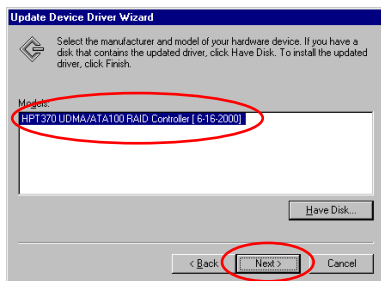 Update Device Driver Wizard
Select the manufacturer and model of your hardware device. If you have a
disk that contains the updated driver, click Have Disk. To install the updated
driver, click Finish.
Models:
HPT370 UDMA/ATA100 RAID Controller [ 6-16-2000]
Have Disk...
< Back
Next >
Cancel